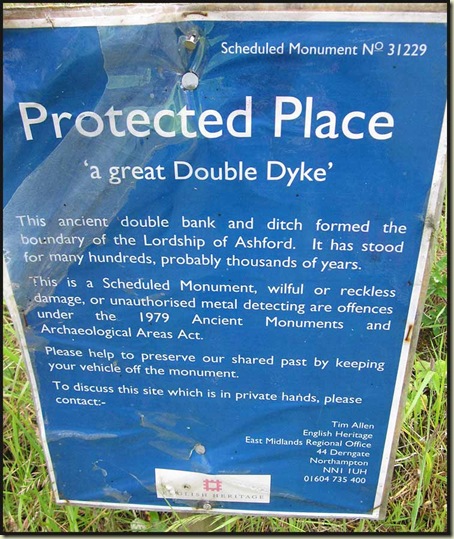 Scheduled Monument No 31229
Protected Place
‘a great Double Dyke’
This ancient double bank and ditch formed the
boundary of the Lordship of Ashford. It has stood
for many hundreds, probably thousands of years.
This is a Scheduled Monument, wilful or reckless
damage, or unauthorised metal detecting are offences
under the 1979 Ancient Monuments and
Archaeological Areas Act.
Please help to preserve our shared past by keeping
your vehicle off the monument.
To discuss this site which is in private hands, please
contact:-
Tim Allen
English Heritage
East Midlands Regional Office
44 Derngate
Northampton
NN1 1UH
01604 735 400
ENGLISH HERITAGE